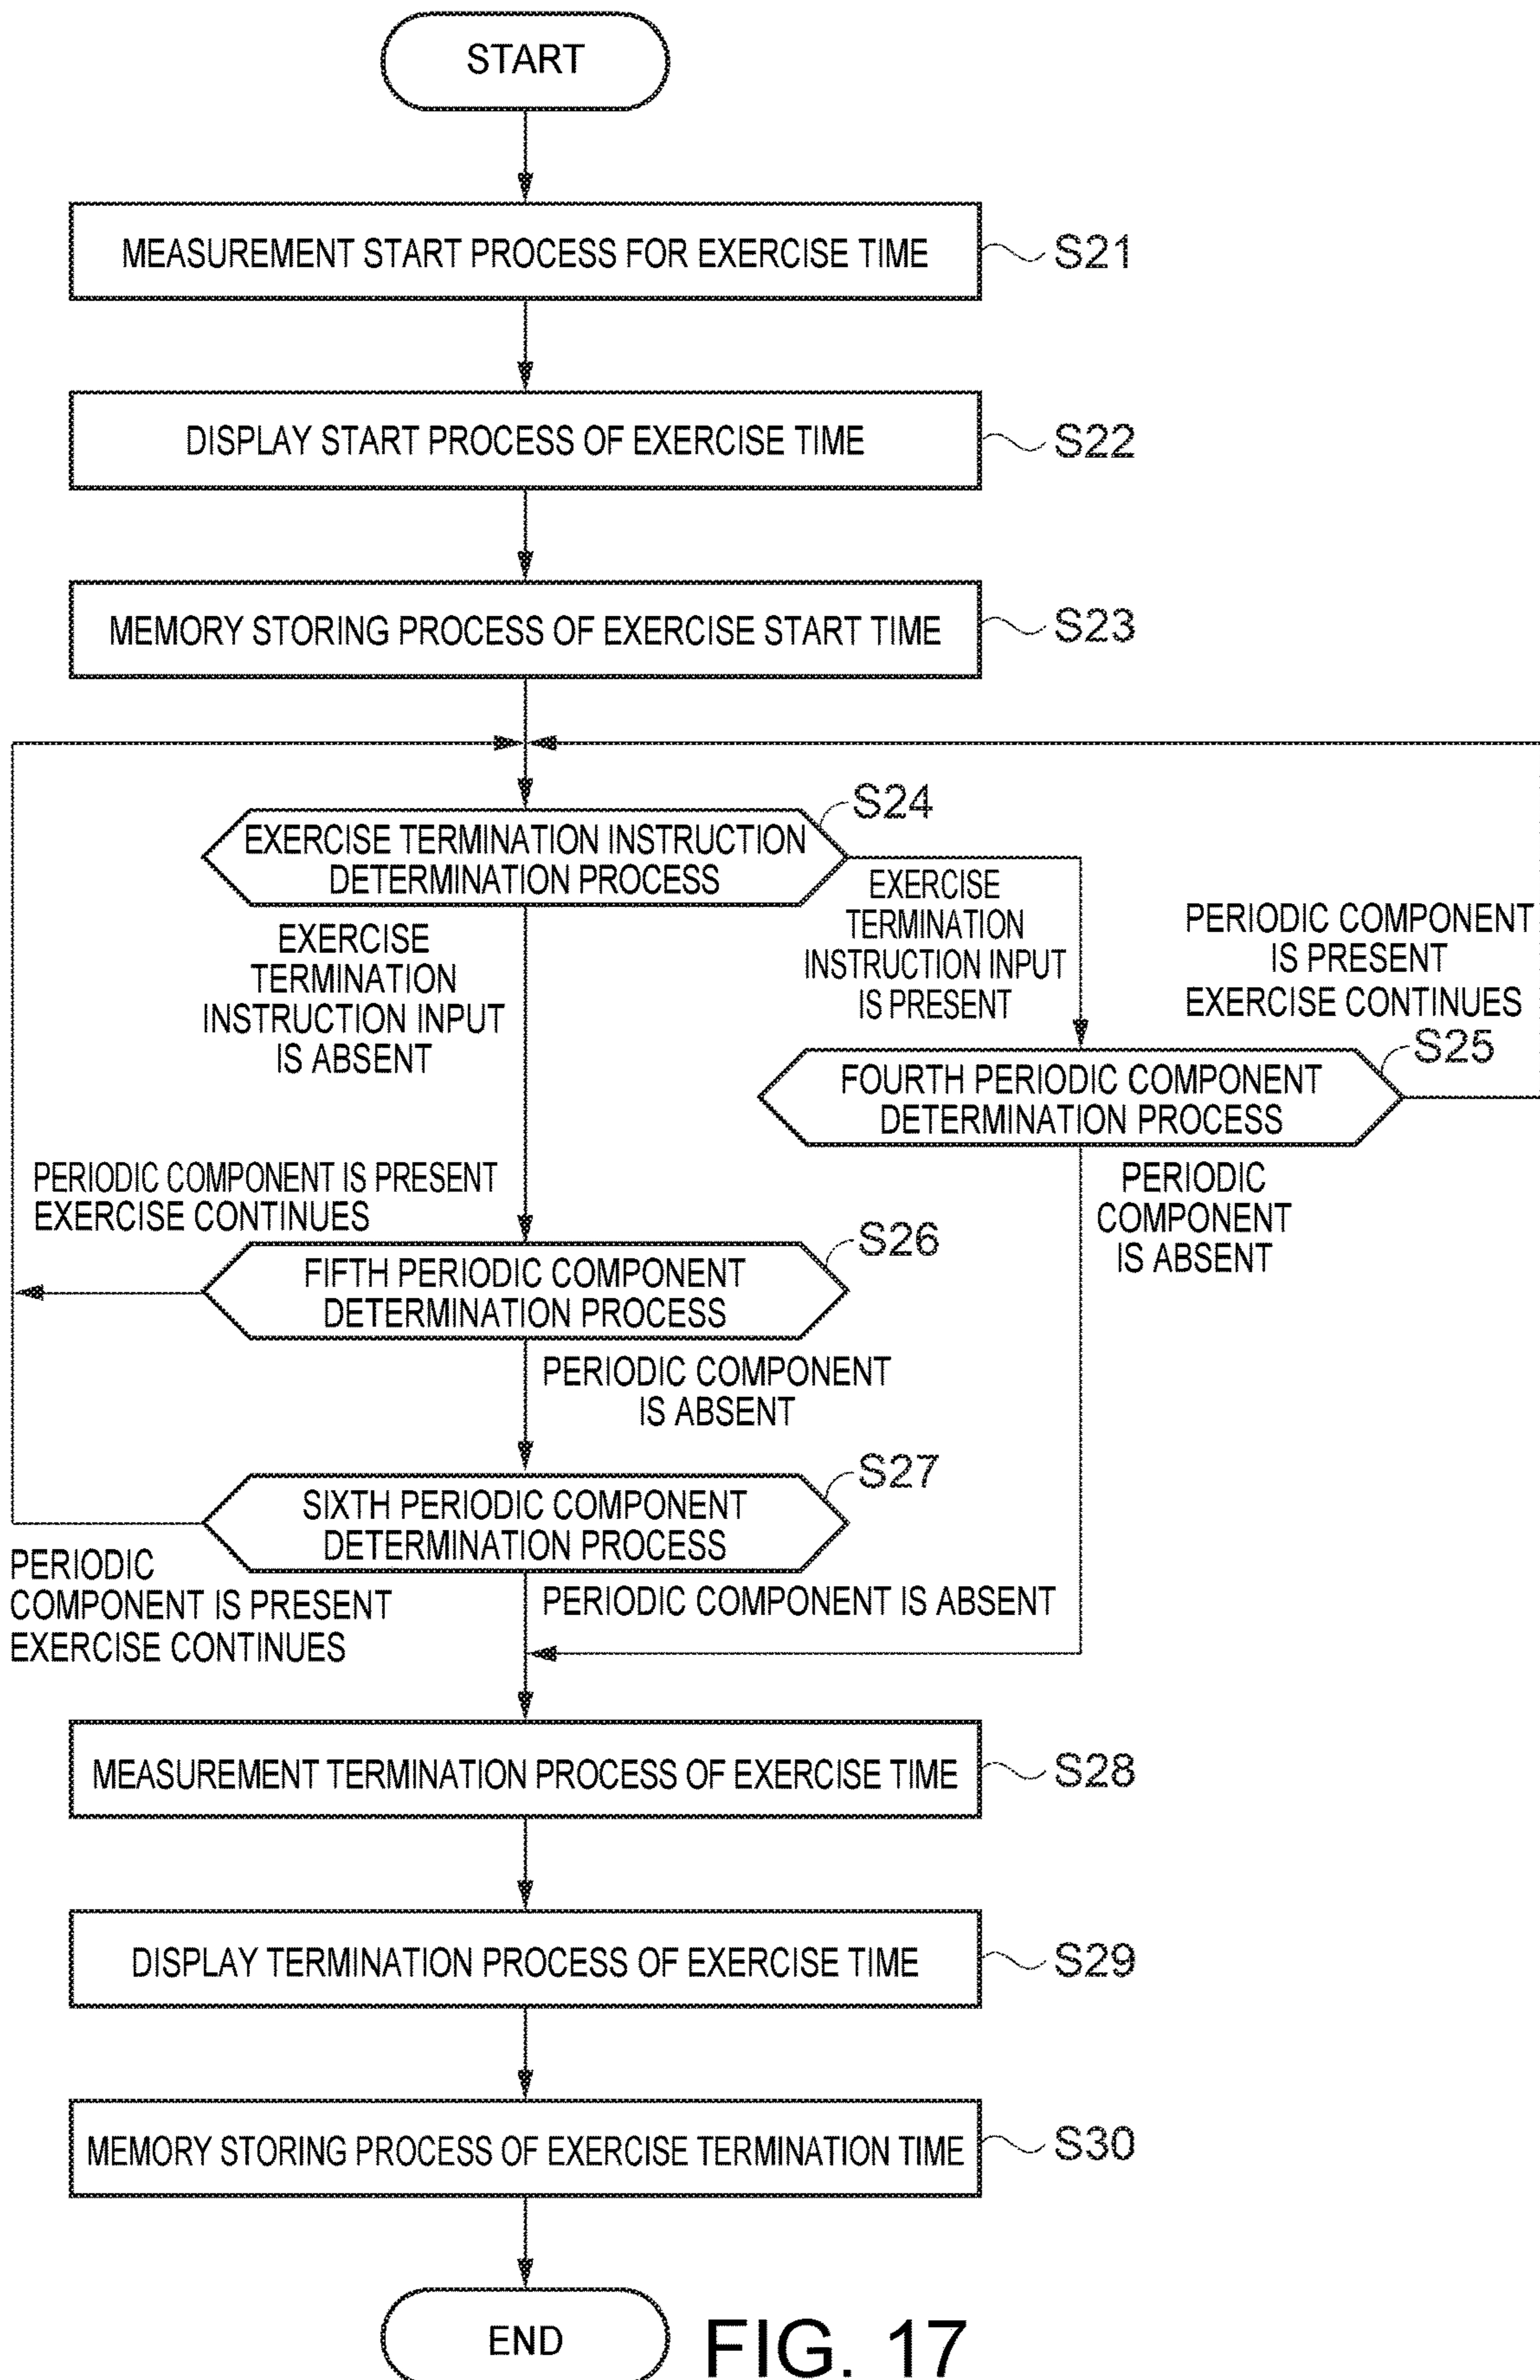 START
MEASUREMENT START PROCESS FOR EXERCISE TIME
S21
DISPLAY START PROCESS OF EXERCISE TIME
S22
MEMORY STORING PROCESS OF EXERCISE START TIME
S23
S24
EXERCISE TERMINATION INSTRUCTION
DETERMINATION PROCESS
EXERCISE
TERMINATION
INSTRUCTION INPUT
IS PRESENT
EXERCISE
TERMINATION
INSTRUCTION INPUT
IS ABSENT
PERIODIC COMPONENT
IS PRESENT
EXERCISE CONTINUES
S25
FOURTH PERIODIC COMPONENT
DETERMINATION PROCESS
PERIODIC
COMPONENT
IS ABSENT
PERIODIC COMPONENT IS PRESENT
EXERCISE CONTINUES
S26
FIFTH PERIODIC COMPONENT
DETERMINATION PROCESS
PERIODIC COMPONENT
IS ABSENT
S27
SIXTH PERIODIC COMPONENT
DETERMINATION PROCESS
PERIODIC
COMPONENT IS PRESENT
EXERCISE CONTINUES
PERIODIC COMPONENT IS ABSENT
MEASUREMENT TERMINATION PROCESS OF EXERCISE TIME
S28
DISPLAY TERMINATION PROCESS OF EXERCISE TIME
S29
MEMORY STORING PROCESS OF EXERCISE TERMINATION TIME
S30
END
FIG. 17